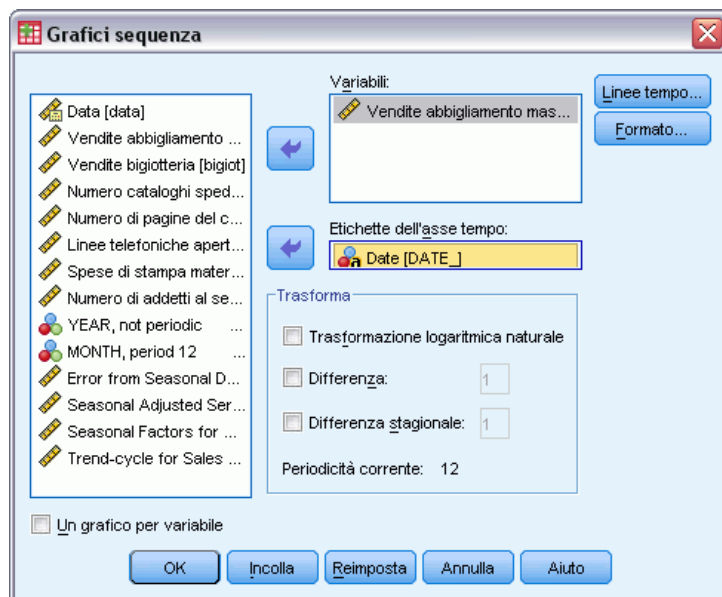 Grafici sequenza
Data [data]
Vendite abbigliamento ...
Vendite bigiotteria [bigiot]
Numero cataloghi sped...
Numero di pagine del c...
Linee telefoniche apert...
Spese di stampa mater...
Numero di addetti al se...
YEAR, not periodic ...
MONTH, period 12 ...
Error from Seasonal D...
Seasonal Adjusted Ser...
Seasonal Factors for ...
Trend-cycle for Sales ...
Un grafico per variabile
Variabili:
Vendite abbigliamento mas...
Etichette dell'asse tempo:
Date [DATE_]
Trasforma
Trasformazione logaritmica naturale
Differenza: 1
Differenza stagionale: 1
Periodicità corrente: 12
Linee tempo...
Formato...
OK
Incolla
Reimposta
Annulla
Aiuto